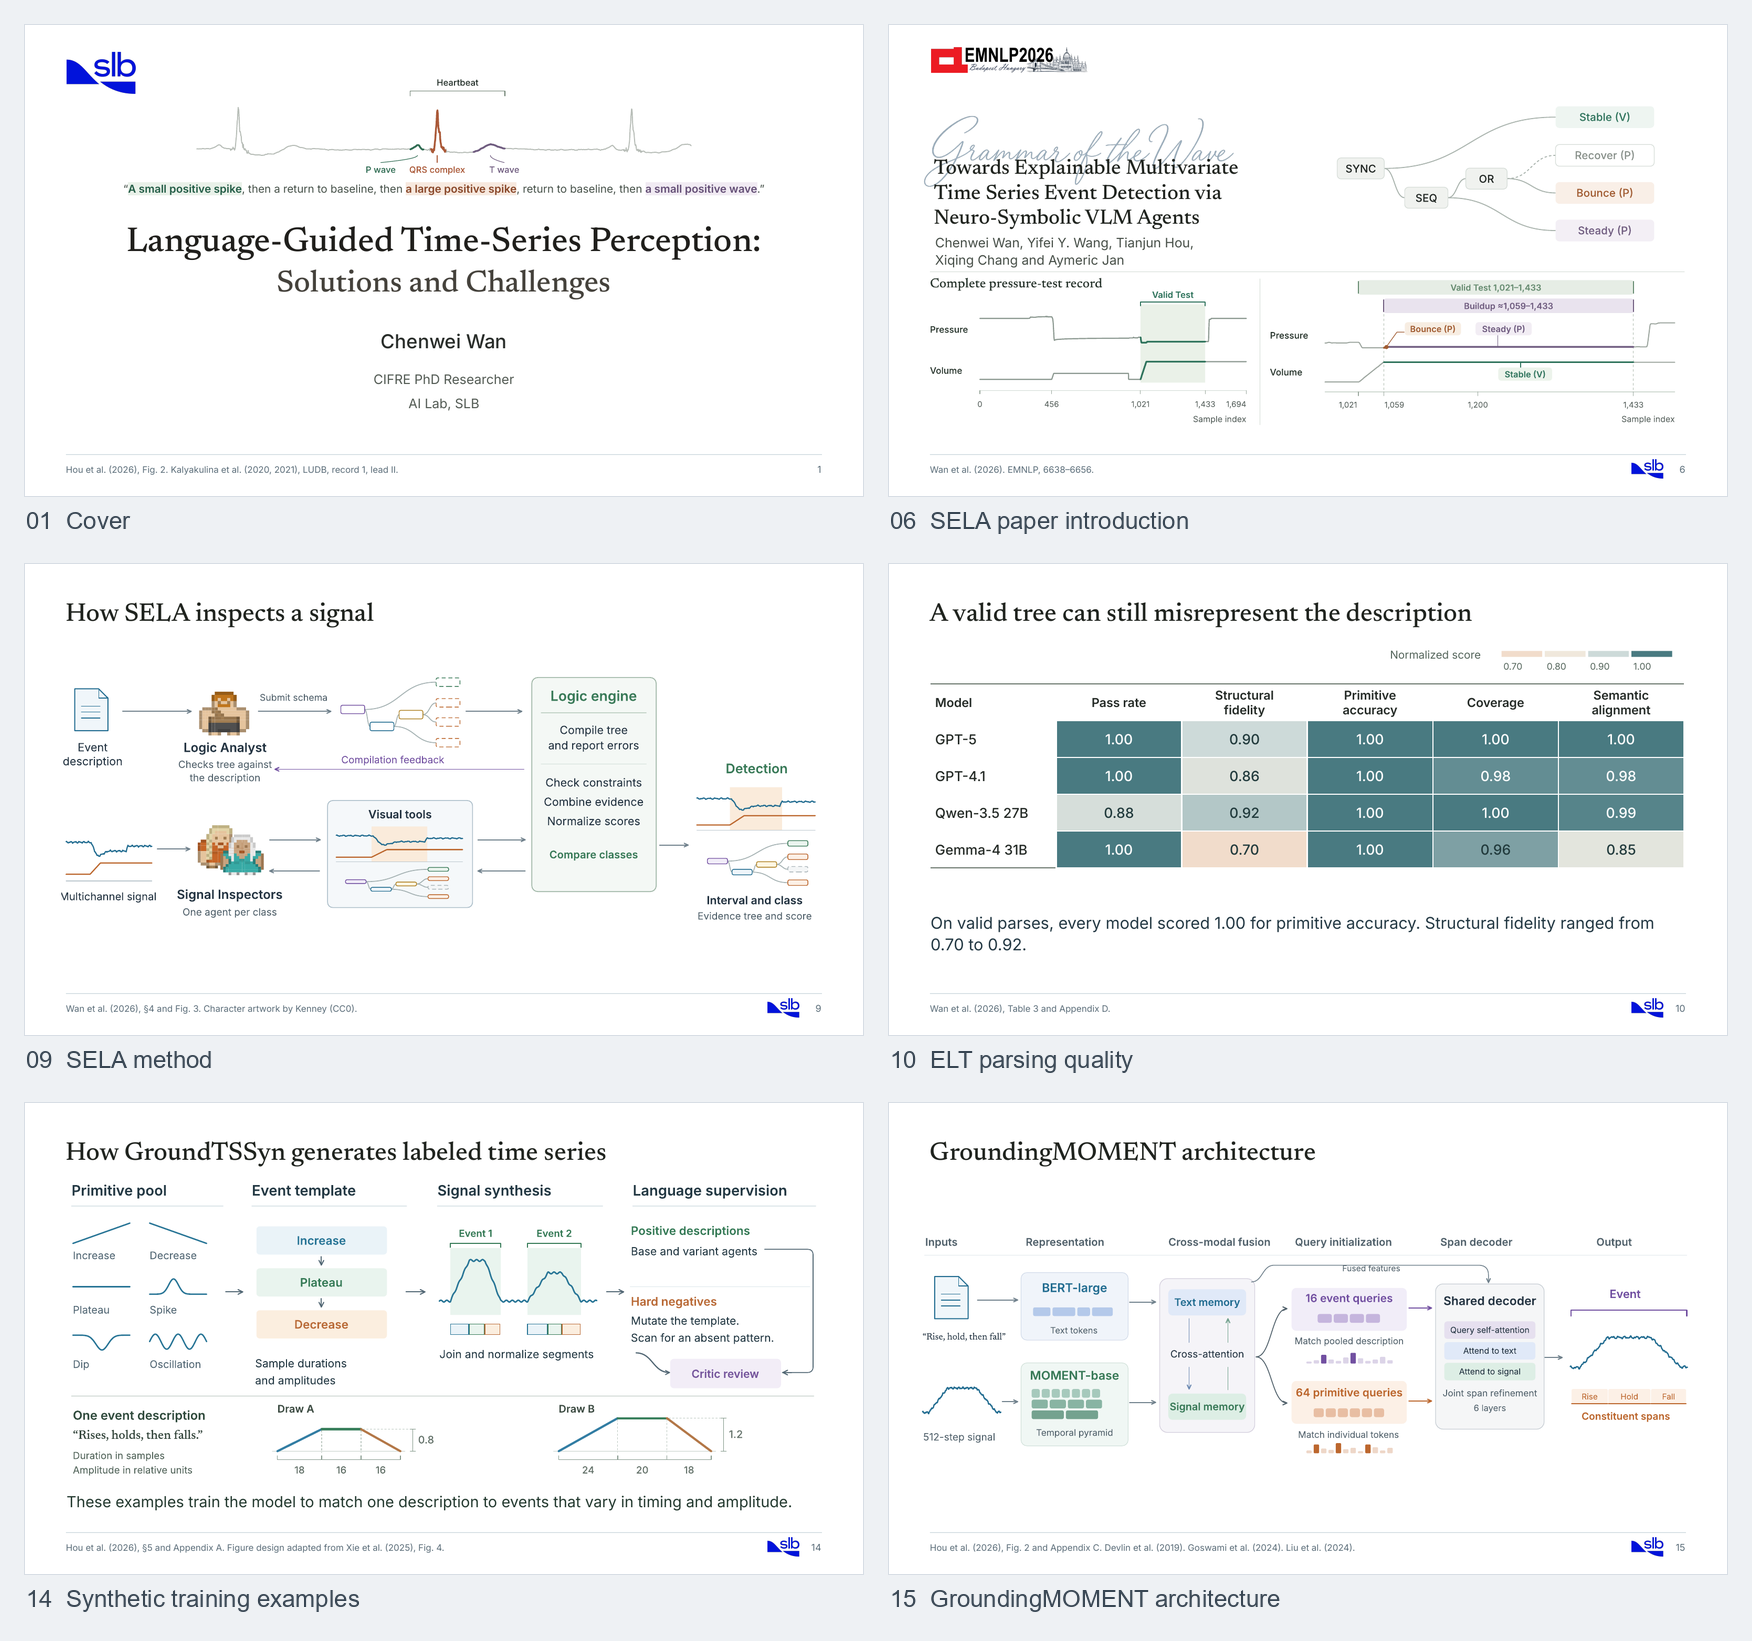 slb
Heartbeat
P wave QRS complex T wave
“A small positive spike, then a return to baseline, then a large positive spike, return to baseline, then a small positive wave.”
Language-Guided Time-Series Perception:
Solutions and Challenges
Chenwei Wan
CIFRE PhD Researcher
AI Lab, SLB
Hou et al. (2026), Fig. 2. Kalyakulina et al. (2020, 2021), LUDB, record 1, lead II.
1
01 Cover
EMNLP2026
Budapest, Hungary
Grammar of the Wave
Towards Explainable Multivariate
Time Series Event Detection via
Neuro-Symbolic VLM Agents
Chenwei Wan, Yifei Y. Wang, Tianjun Hou,
Xiqing Chang and Aymeric Jan
SYNC
SEQ
OR
Stable (V)
Recover (P)
Bounce (P)
Steady (P)
Complete pressure-test record
Valid Test
Pressure
Volume
0 456 1,021 1,433 1,694
Sample index
Valid Test 1,021–1,433
Buildup ≈1,059–1,433
Bounce (P) Steady (P)
Pressure
Volume
Stable (V)
1,021 1,059 1,200 1,433
Sample index
Wan et al. (2026). EMNLP, 6638–6656.
slb 6
06 SELA paper introduction
How SELA inspects a signal
Event
description
Logic Analyst
Checks tree against
the description
Submit schema
Compilation feedback
Multichannel signal
Signal Inspectors
One agent per class
Visual tools
Logic engine
Compile tree
and report errors
Check constraints
Combine evidence
Normalize scores
Compare classes
Detection
Interval and class
Evidence tree and score
Wan et al. (2026), §4 and Fig. 3. Character artwork by Kenney (CC0).
slb 9
09 SELA method
A valid tree can still misrepresent the description
Normalized score
0.70 0.80 0.90 1.00
Model Pass rate Structural fidelity Primitive accuracy Coverage Semantic alignment
GPT-5 1.00 0.90 1.00 1.00 1.00
GPT-4.1 1.00 0.86 1.00 0.98 0.98
Qwen-3.5 27B 0.88 0.92 1.00 1.00 0.99
Gemma-4 31B 1.00 0.70 1.00 0.96 0.85
On valid parses, every model scored 1.00 for primitive accuracy. Structural fidelity ranged from
0.70 to 0.92.
Wan et al. (2026), Table 3 and Appendix D.
slb 10
10 ELT parsing quality
How GroundTSSyn generates labeled time series
Primitive pool
Increase Decrease
Plateau Spike
Dip Oscillation
Event template
Increase
Plateau
Decrease
Sample durations
and amplitudes
Signal synthesis
Event 1 Event 2
Join and normalize segments
Language supervision
Positive descriptions
Base and variant agents
Hard negatives
Mutate the template.
Scan for an absent pattern.
Critic review
One event description
“Rises, holds, then falls.”
Duration in samples
Amplitude in relative units
Draw A
0.8
18 16 16
Draw B
1.2
24 20 18
These examples train the model to match one description to events that vary in timing and amplitude.
Hou et al. (2026), §5 and Appendix A. Figure design adapted from Xie et al. (2025), Fig. 4.
slb 14
14 Synthetic training examples
GroundingMOMENT architecture
Inputs Representation Cross-modal fusion Query initialization Span decoder Output
“Rise, hold, then fall”
512-step signal
BERT-large
Text tokens
MOMENT-base
Temporal pyramid
Text memory
Cross-attention
Signal memory
Fused features
16 event queries
Match pooled description
64 primitive queries
Match individual tokens
Shared decoder
Query self-attention
Attend to text
Attend to signal
Joint span refinement
6 layers
Event
Rise Hold Fall
Constituent spans
Hou et al. (2026), Fig. 2 and Appendix C. Devlin et al. (2019). Goswami et al. (2024). Liu et al. (2024).
slb 15
15 GroundingMOMENT architecture